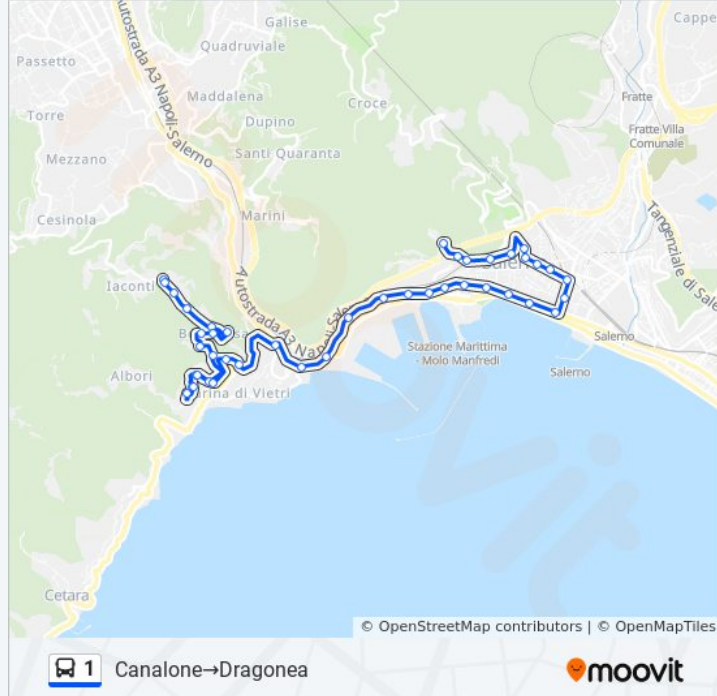 Galise
Cappe
Quadruviale
Passetto
Autostrada A3 Napoli-Salerno
Maddalena
Croce
Fratte
Torre
Dupino
Fratte Villa
Comunale
Santi Quaranta
Mezzano
Cesinola
Marini
Tangenziale di Sale
Iaconti
Autostrada A3 Napoli-Sale
Stazione Marittima
- Molo Manfredi
Salerno
Salerno
Albori
rina di Vietri
Cetara
© OpenStreetMap contributors | © OpenMapTiles
1 Canalone→Dragonea
moovit